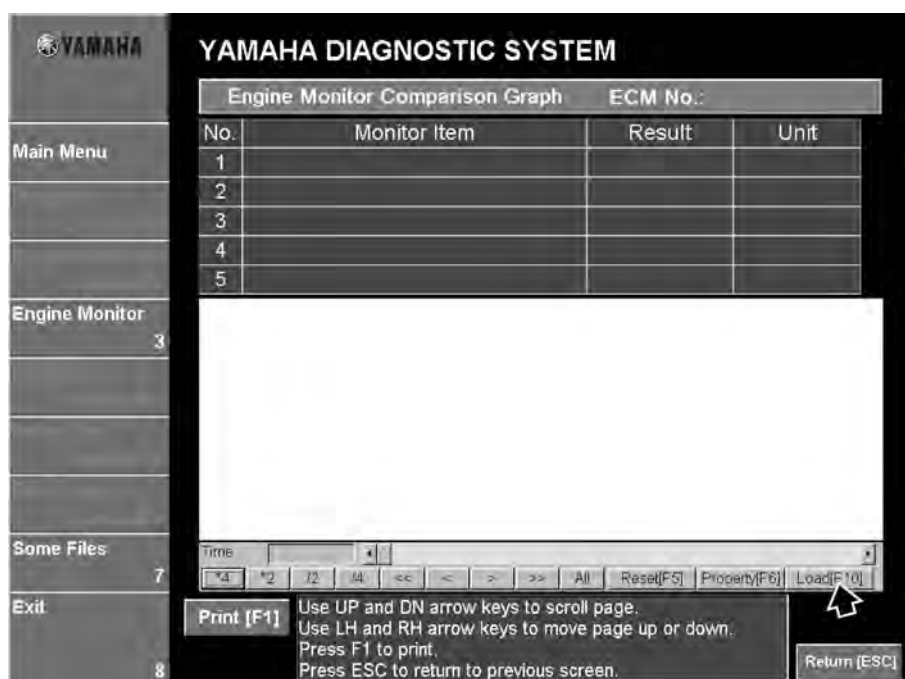 YAMAHA
YAMAHA DIAGNOSTIC SYSTEM
Engine Monitor Comparison Graph ECM No.:
No. Monitor Item Result Unit
1
2
3
4
5
Main Menu
Engine Monitor
3
Some Files
7
Exit
8
Time
*4 *2 /2 /4 << < > >> All Reset[F5] Property[F6] Load[F10]
Print [F1]
Use UP and DN arrow keys to scroll page.
Use LH and RH arrow keys to move page up or down.
Press F1 to print.
Press ESC to return to previous screen.
Return [ESC]